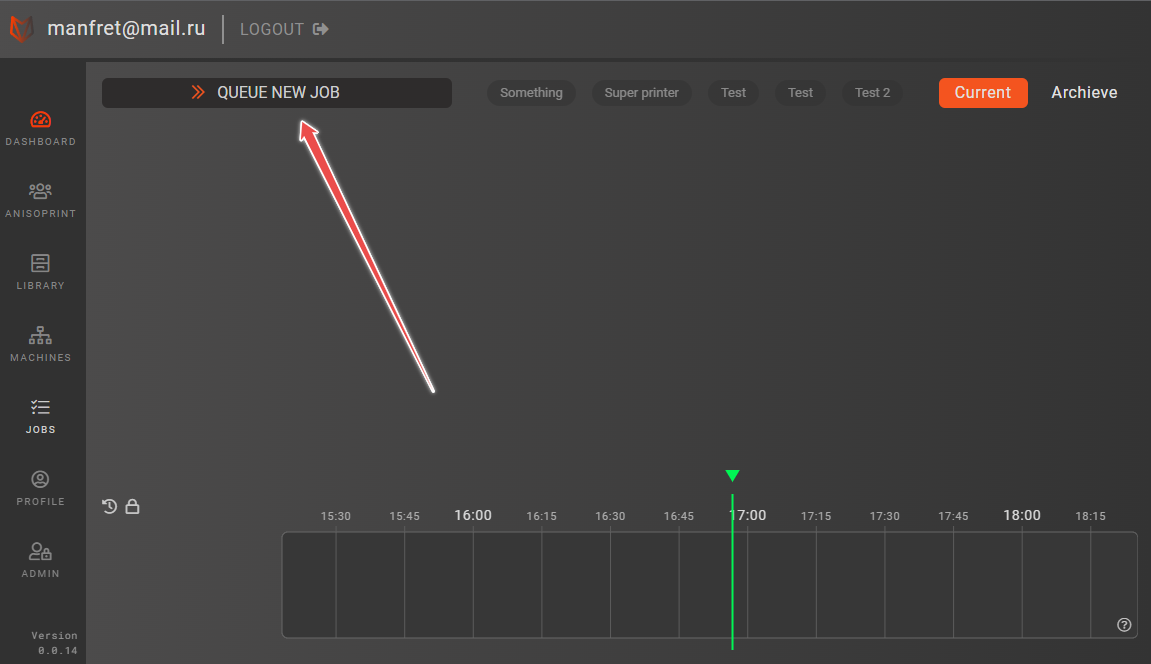 manfret@mail.ru LOGOUT
QUEUE NEW JOB Something Super printer Test Test Test 2 Current Archieve
DASHBOARD
ANISOPRINT
LIBRARY
MACHINES
JOBS
PROFILE
15:30 15:45 16:00 16:15 16:30 16:45 17:00 17:15 17:30 17:45 18:00 18:15
ADMIN
?
Version
0.0.14